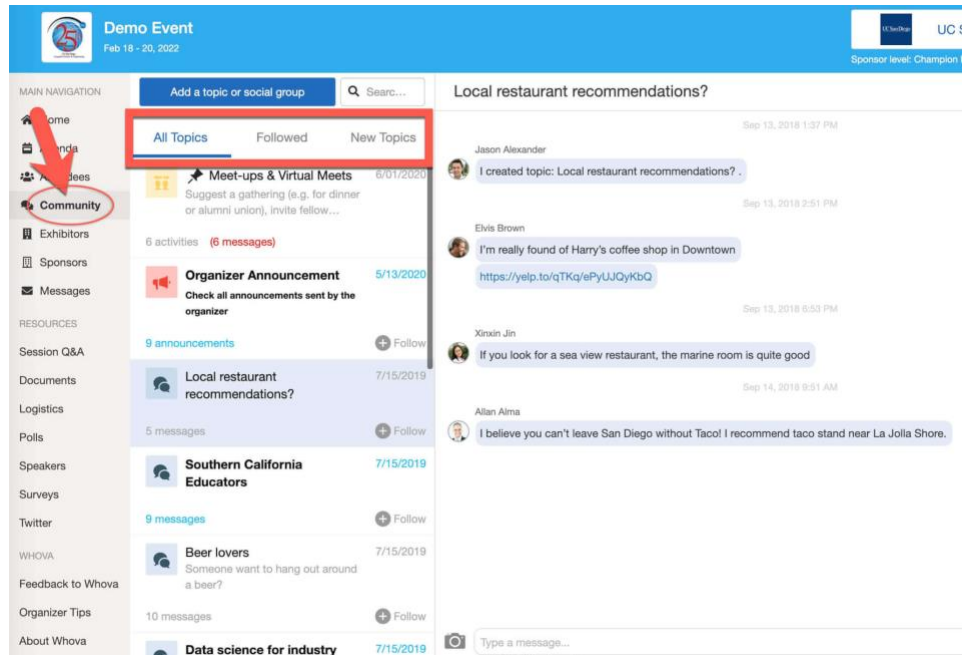 Demo Event
Feb 18 - 20, 2022
UC San Diego
UC S
Sponsor level: Champion
MAIN NAVIGATION
Home
Community
Exhibitors
Sponsors
Messages
RESOURCES
Session Q&A
Documents
Logistics
Polls
Speakers
Surveys
Twitter
WHOVA
Feedback to Whova
Organizer Tips
About Whova
Add a topic or social group
Searc...
All Topics
Followed
New Topics
Meet-ups & Virtual Meets
6/01/2020
Suggest a gathering (e.g. for dinner
or alumni union), invite fellow...
6 activities (6 messages)
Organizer Announcement
5/13/2020
Check all announcements sent by the
organizer
9 announcements
Follow
Local restaurant
recommendations?
7/15/2019
5 messages
Follow
Southern California
Educators
7/15/2019
9 messages
Follow
Beer lovers
7/15/2019
Someone want to hang out around
a beer?
10 messages
Follow
Data science for industry
7/15/2019
Local restaurant recommendations?
Sep 13, 2018 1:37 PM
Jason Alexander
I created topic: Local restaurant recommendations? .
Sep 13, 2018 2:51 PM
Elvis Brown
I'm really found of Harry's coffee shop in Downtown
https://yelp.to/qTKq/ePyUJQyKbQ
Sep 13, 2018 6:53 PM
Xinxin Jin
If you look for a sea view restaurant, the marine room is quite good
Sep 14, 2018 9:51 AM
Allan Alma
I believe you can't leave San Diego without Taco! I recommend taco stand near La Jolla Shore.
Type a message...